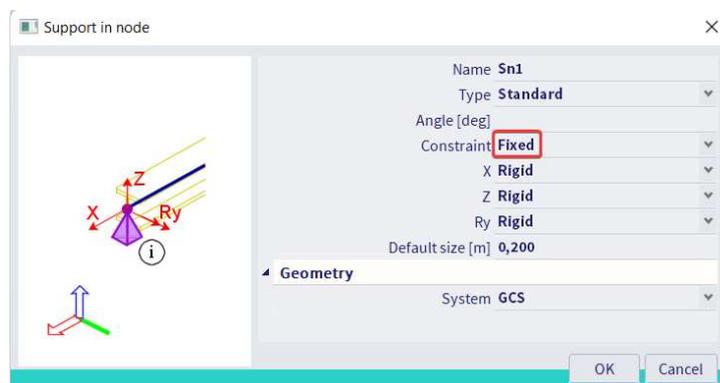 Support in node
Name Sn1
Type Standard
Angle [deg]
Constraint Fixed
X Rigid
Z Rigid
Ry Rigid
Default size [m] 0,200
Geometry
System GCS
Z
X
Ry
i
OK Cancel